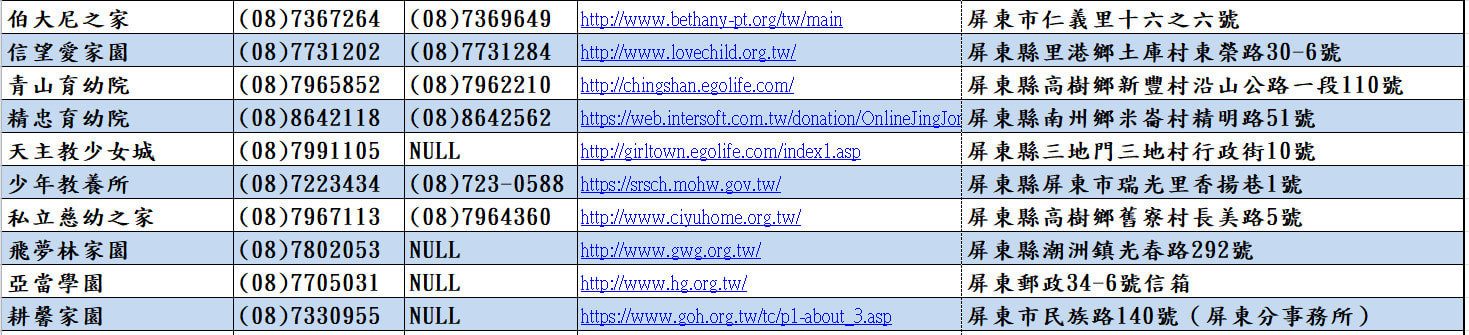 伯大尼之家 (08)7367264 (08)7369649 http://www.bethany-pt.org/tw/main 屏東市仁義里十六之六號
信望愛家園 (08)7731202 (08)7731284 http://www.lovechild.org.tw/ 屏東縣里港鄉土庫村東榮路30-6號
青山育幼院 (08)7965852 (08)7962210 http://chingshan.egolife.com/ 屏東縣高樹鄉新豐村沿山公路一段110號
精忠育幼院 (08)8642118 (08)8642562 https://web.intersoft.com.tw/donation/OnlineJingJon 屏東縣南州鄉米崙村精明路51號
天主教少女城 (08)7991105 NULL http://girltown.egolife.com/index1.asp 屏東縣三地門三地村行政街10號
少年教養所 (08)7223434 (08)723-0588 https://srsch.mohw.gov.tw/ 屏東縣屏東市瑞光里香揚巷1號
私立慈幼之家 (08)7967113 (08)7964360 http://www.ciyuhome.org.tw/ 屏東縣高樹鄉舊寮村長美路5號
飛夢林家園 (08)7802053 NULL http://www.gwg.org.tw/ 屏東縣潮洲鎮光春路292號
亞當學園 (08)7705031 NULL http://www.hg.org.tw/ 屏東郵政34-6號信箱
耕馨家園 (08)7330955 NULL https://www.goh.org.tw/tc/p1-about_3.asp 屏東市民族路140號（屏東分事務所）